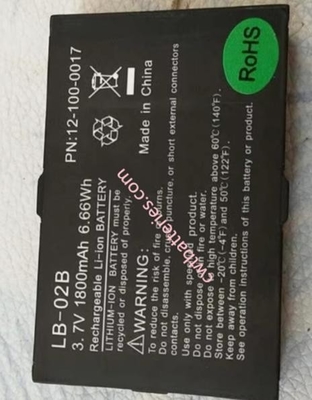 LB-02B
3. 7V 1800mAh 6.66Wh
Rechargeable Li-ion BATTERY
LITHIUM-ION BATTERY must be
recycled or disposed of properly.
PN:12-100-0017
Made in China
RoHS
WARNING:
To reduce the risk of fire or burns,
Do not disassemble, puncture, or short external connectors
contacts.
Use only with specified product.
Do not dispose in fire or water.
Do not expose to high temperature above 60℃(140℉).
Store between -20℃(-4℉) and 50℃(122℉).
Keep away from children.
See operation instructions of this battery or product.